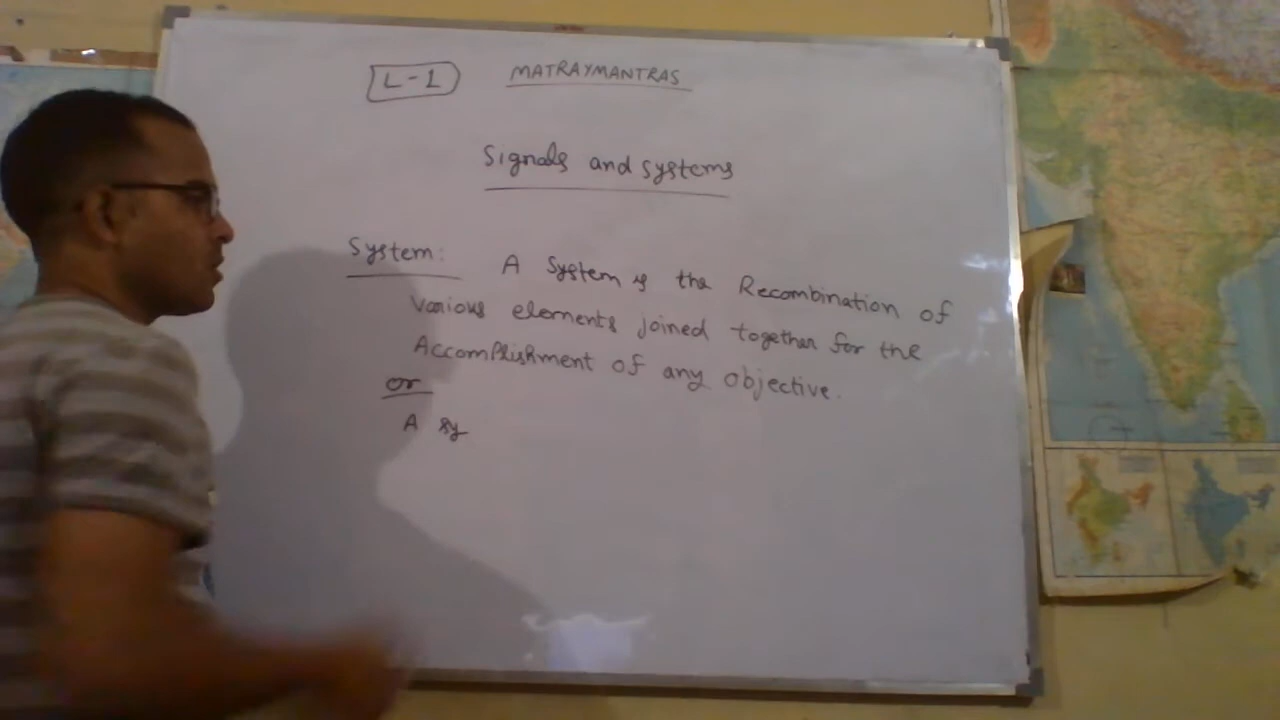 L-1 MATRAYMANTRAS
Signals and systems
System: A System is the Recombination of
various elements joined together for the
Accomplishment of any objective.
or
A sy